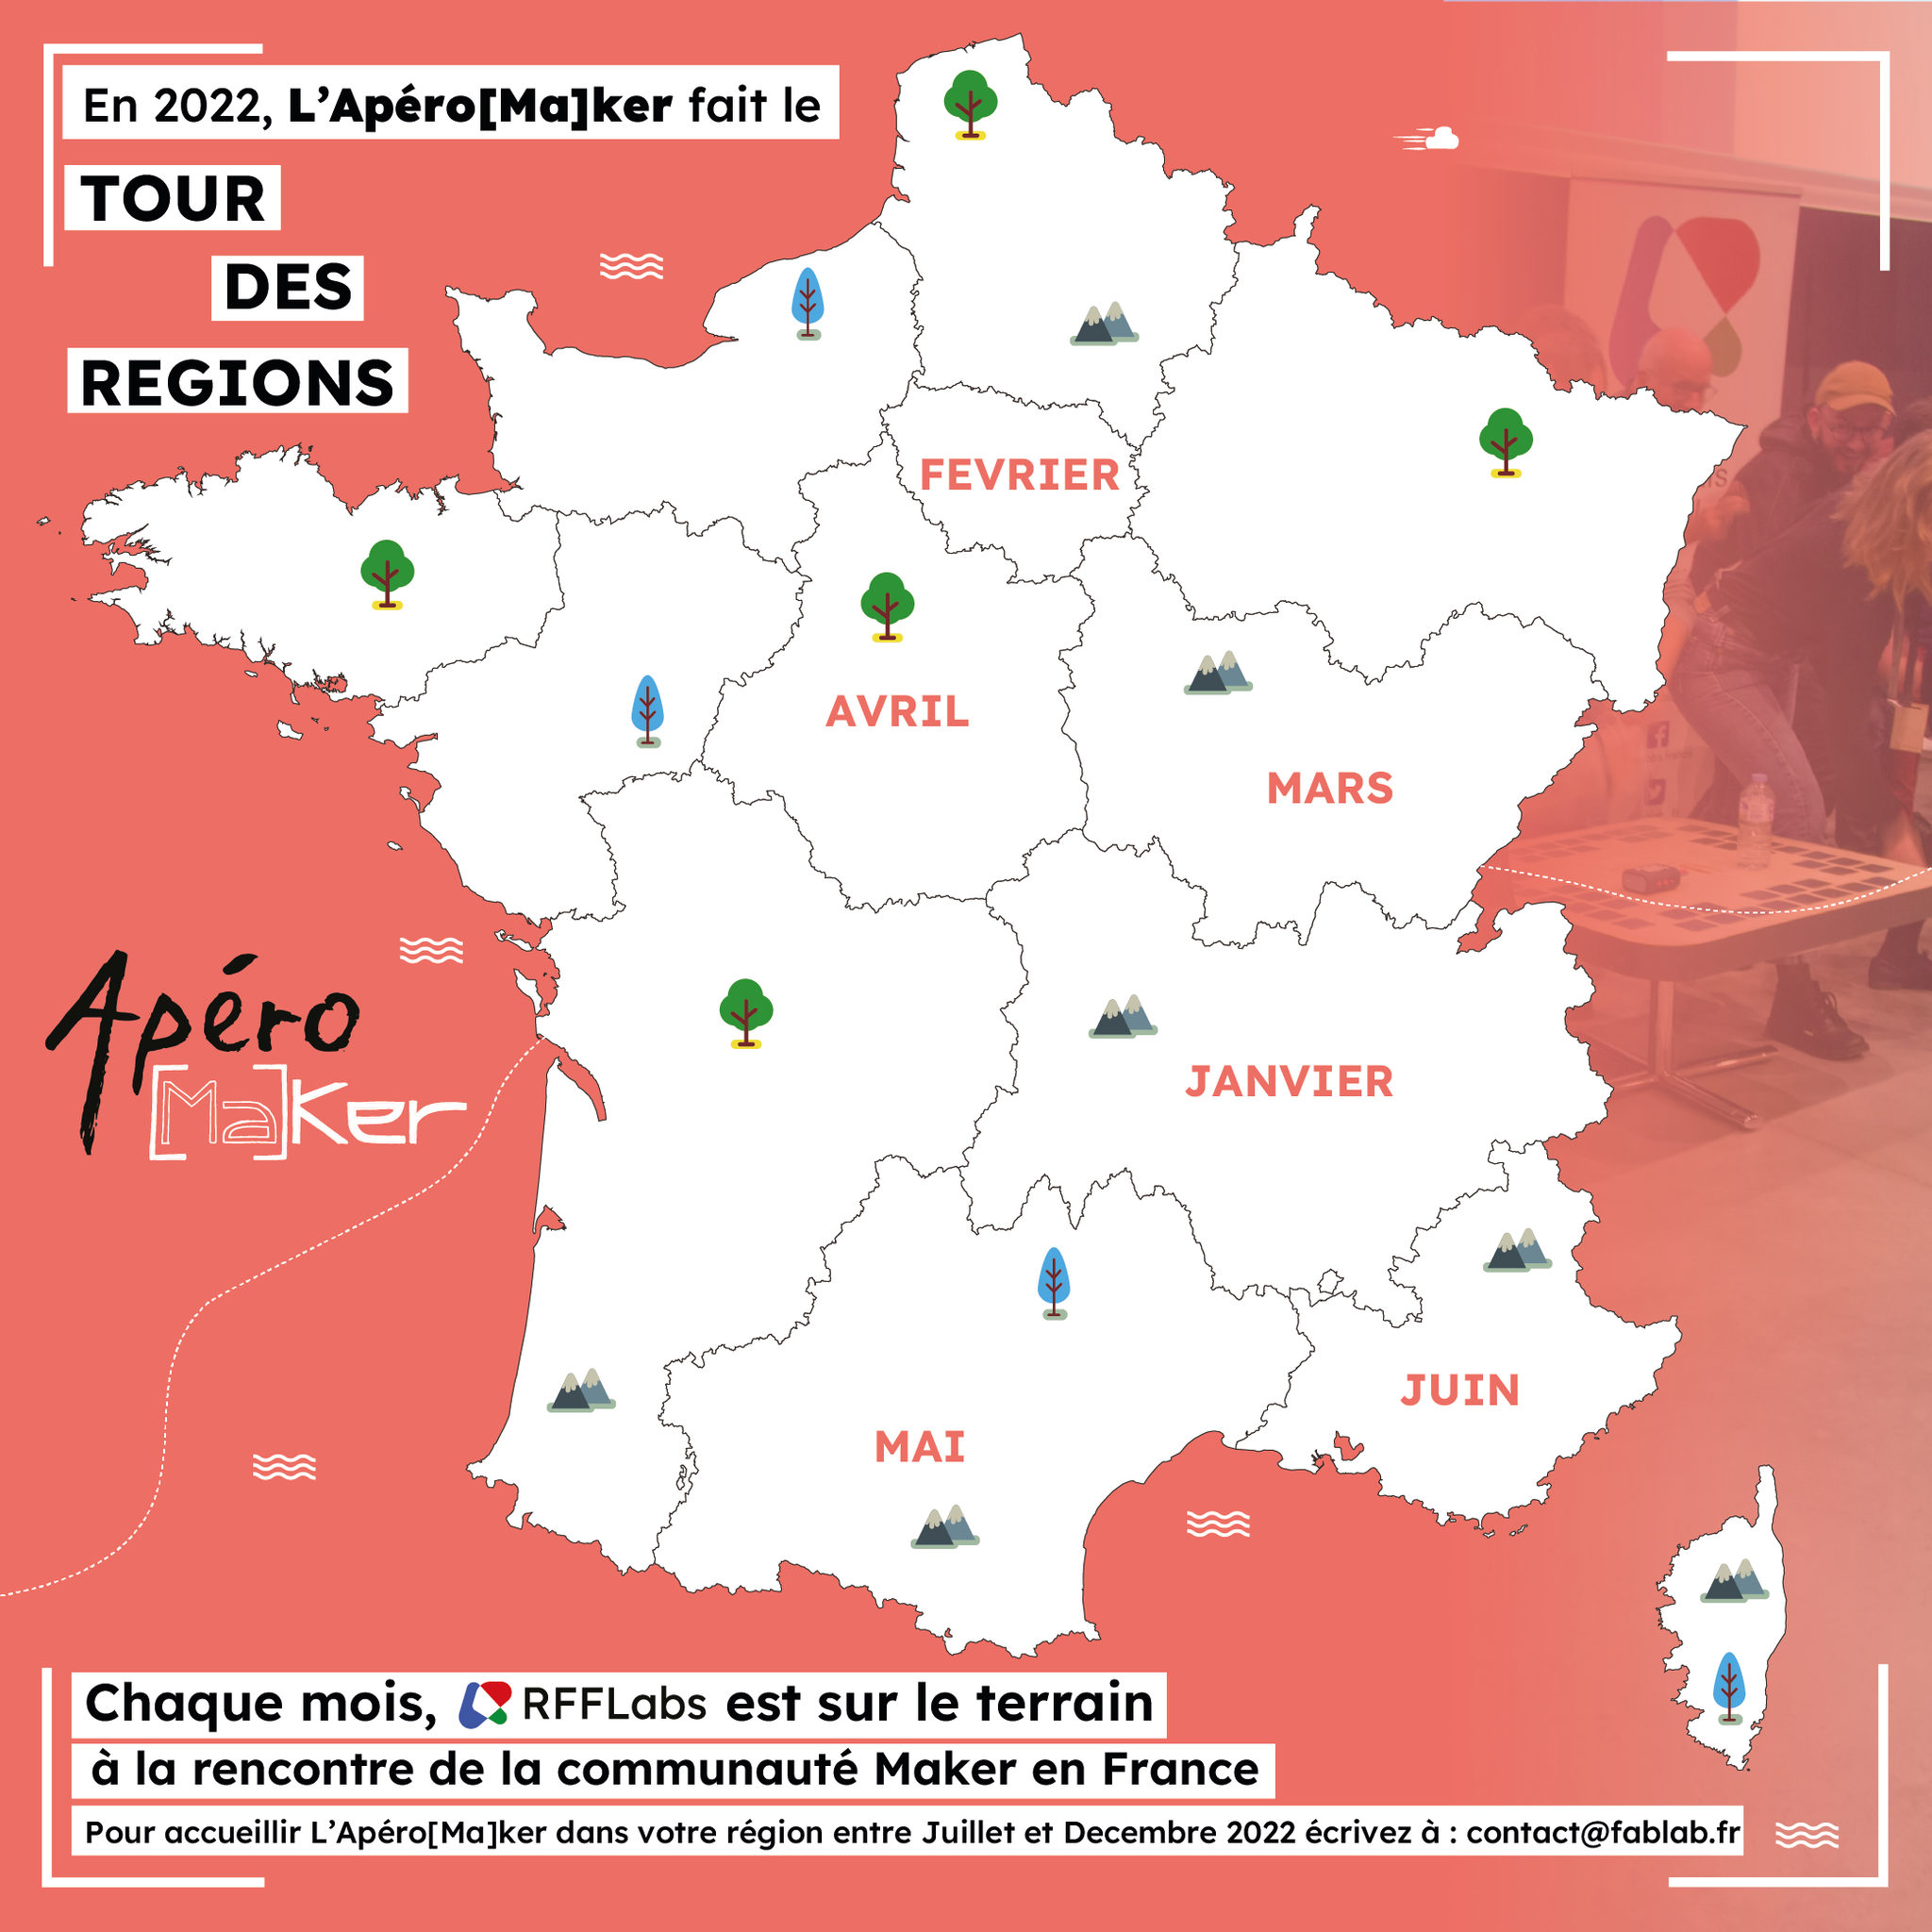 En 2022, L’Apéro[Ma]ker fait le
TOUR
DES
REGIONS
FEVRIER
AVRIL
MARS
Apéro
[Ma]Ker
JANVIER
JUIN
MAI
Chaque mois, RFFLabs est sur le terrain
à la rencontre de la communauté Maker en France
Pour accueillir L’Apéro[Ma]ker dans votre région entre Juillet et Decembre 2022 écrivez à : contact@fablab.fr